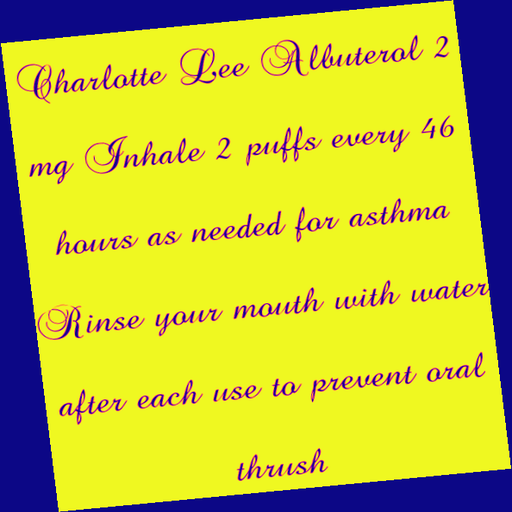 Charlotte Lee Albuterol 2
mg Inhale 2 puffs every 46
hours as needed for asthma
Rinse your mouth with water
after each use to prevent oral
thrush